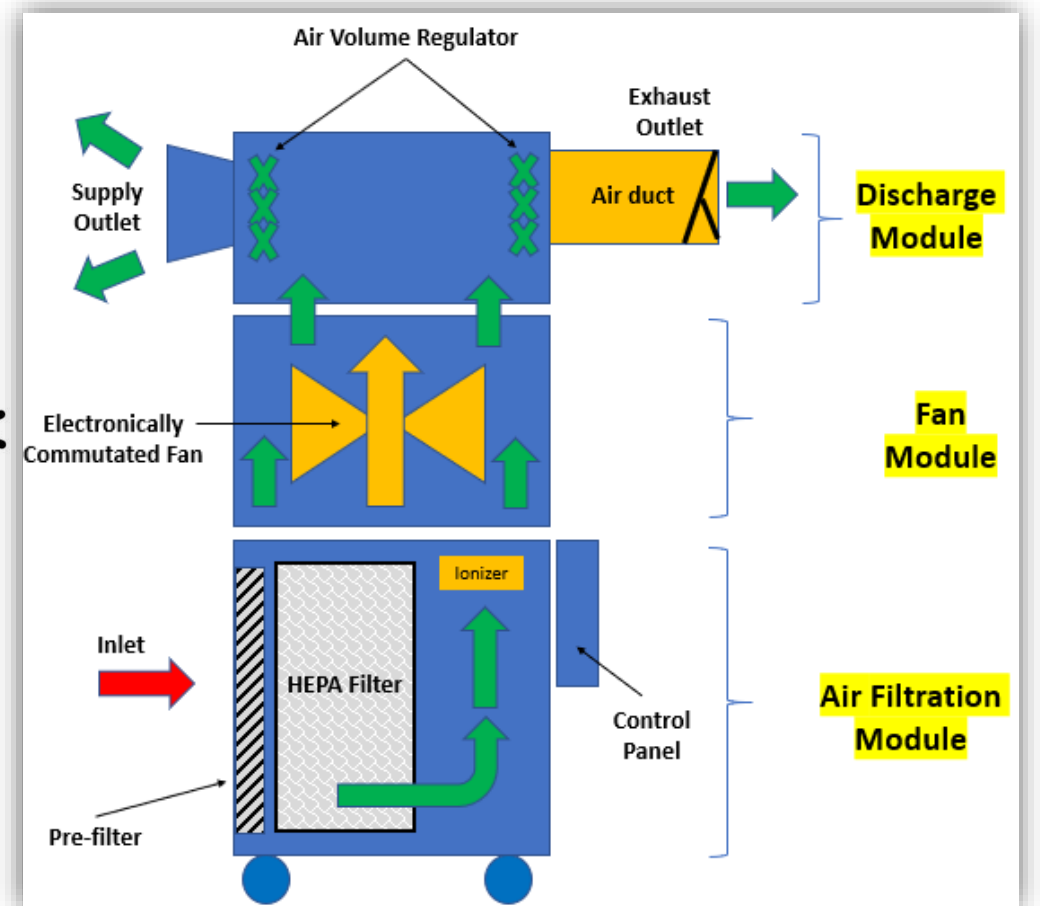 Air Volume Regulator
Exhaust
Outlet
Supply
Outlet
Air duct
Discharge
Module
Electronically
Commutated Fan
Fan
Module
Ionizer
Inlet
HEPA Filter
Control
Panel
Air Filtration
Module
Pre-filter